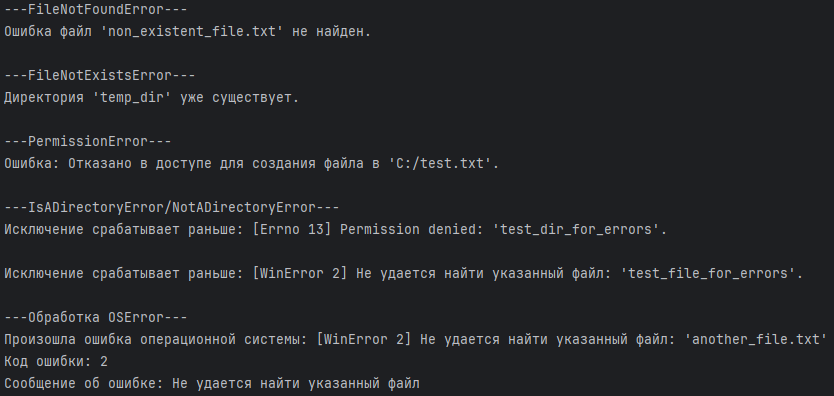 ---FileNotFoundError---
Ошибка файл 'non_existent_file.txt' не найден.
---FileNotExistsError---
Директория 'temp_dir' уже существует.
---PermissionError---
Ошибка: Отказано в доступе для создания файла в 'C:/test.txt'.
---IsADirectoryError/NotADirectoryError---
Исключение срабатывает раньше: [Errno 13] Permission denied: 'test_dir_for_errors'.
Исключение срабатывает раньше: [WinError 2] Не удается найти указанный файл: 'test_file_for_errors'.
---Обработка OSError---
Произошла ошибка операционной системы: [WinError 2] Не удается найти указанный файл: 'another_file.txt'
Код ошибки: 2
Сообщение об ошибке: Не удается найти указанный файл